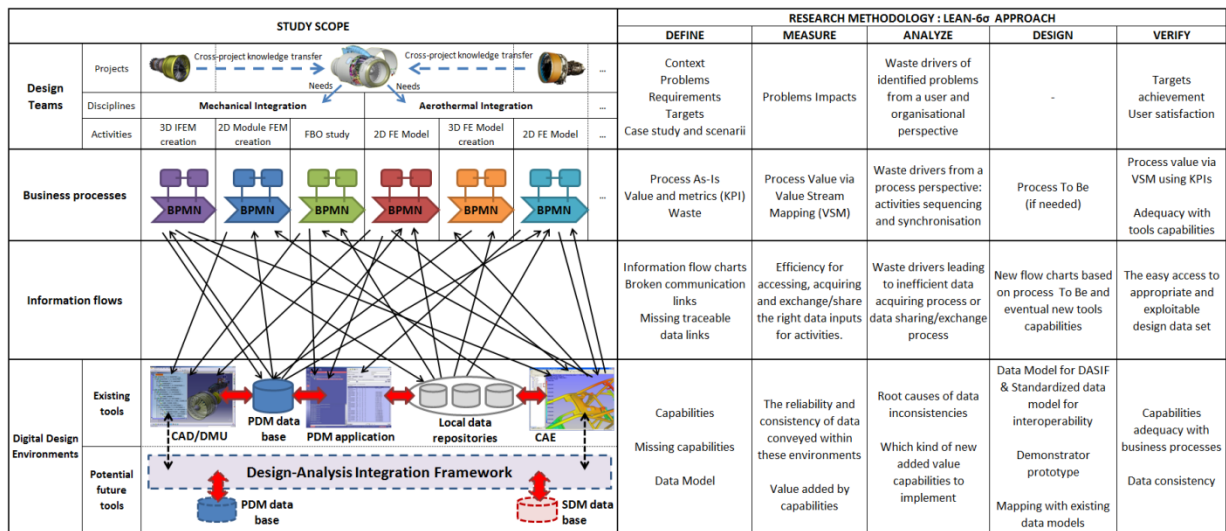 STUDY SCOPE
RESEARCH METHODOLOGY : LEAN-6σ APPROACH
DEFINE
MEASURE
ANALYZE
DESIGN
VERIFY
Design
Teams
Projects
Cross-project knowledge transfer
Cross-project knowledge transfer
...
Needs
Needs
Disciplines
Mechanical Integration
Aerothermal Integration
...
Activities
3D IFEM
creation
2D Module FEM
creation
FBO study
2D FE Model
3D FE Model
creation
2D FE Model
...
Context
Problems
Requirements
Targets
Case study and scenarii
Problems Impacts
Waste drivers of
identified problems
from a user and
organisational
perspective
-
Targets
achievement
User satisfaction
Business processes
BPMN
BPMN
BPMN
BPMN
BPMN
BPMN
...
Process As-Is
Value and metrics (KPI)
Waste
Process Value via
Value Stream
Mapping (VSM)
Waste drivers from a
process perspective:
activities sequencing
and synchronisation
Process To Be
(if needed)
Process value via
VSM using KPIs
Adequacy with
tools capabilities
Information flows
Information flow charts
Broken communication
links
Missing traceable
data links
Efficiency for
accessing, acquiring
and exchange/share
the right data inputs
for activities.
Waste drivers leading
to inefficient data
acquiring process or
data sharing/exchange
process
New flow charts based
on process To Be and
eventual new tools
capabilities
The easy access to
appropriate and
exploitable
design data set
Digital Design
Environments
Existing
tools
CAD/DMU
PDM data
base
PDM application
Local data
repositories
CAE
Potential
future
tools
Design-Analysis Integration Framework
PDM data
base
SDM data
base
Capabilities
Missing capabilities
Data Model
The reliability and
consistency of data
conveyed within
these environments
Value added by
capabilities
Root causes of data
inconsistencies
Which kind of new
added value
capabilities to
implement
Data Model for DASIF
& Standardized data
model for
interoperability
Demonstrator
prototype
Mapping with existing
data models
Capabilities
adequacy with
business processes
Data consistency